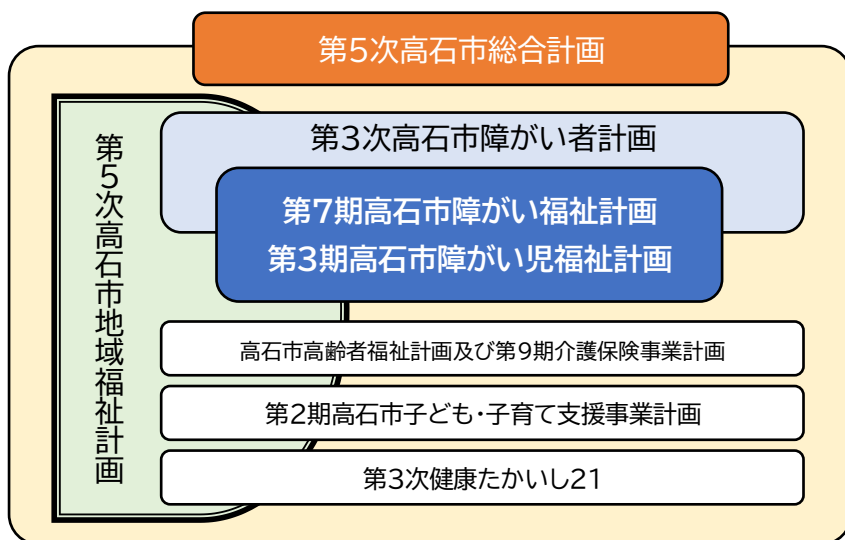 第5次高石市総合計画
第5次高石市地域福祉計画
第3次高石市障がい者計画
第7期高石市障がい福祉計画
第3期高石市障がい児福祉計画
高石市高齢者福祉計画及び第9期介護保険事業計画
第2期高石市子ども・子育て支援事業計画
第3次健康たかいし21